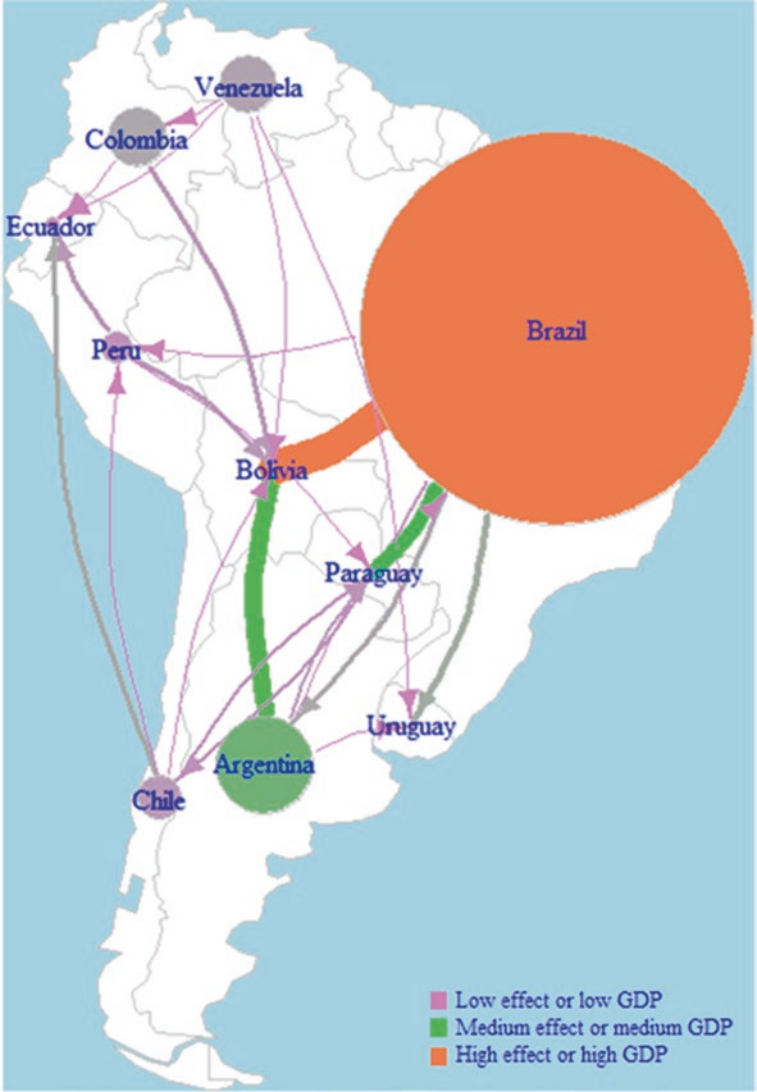 Venezuela
Colombia
Ecuador
Brazil
Peru
Bolivia
Paraguay
Uruguay
Argentina
Chile
Low effect or low GDP
Medium effect or medium GDP
High effect or high GDP